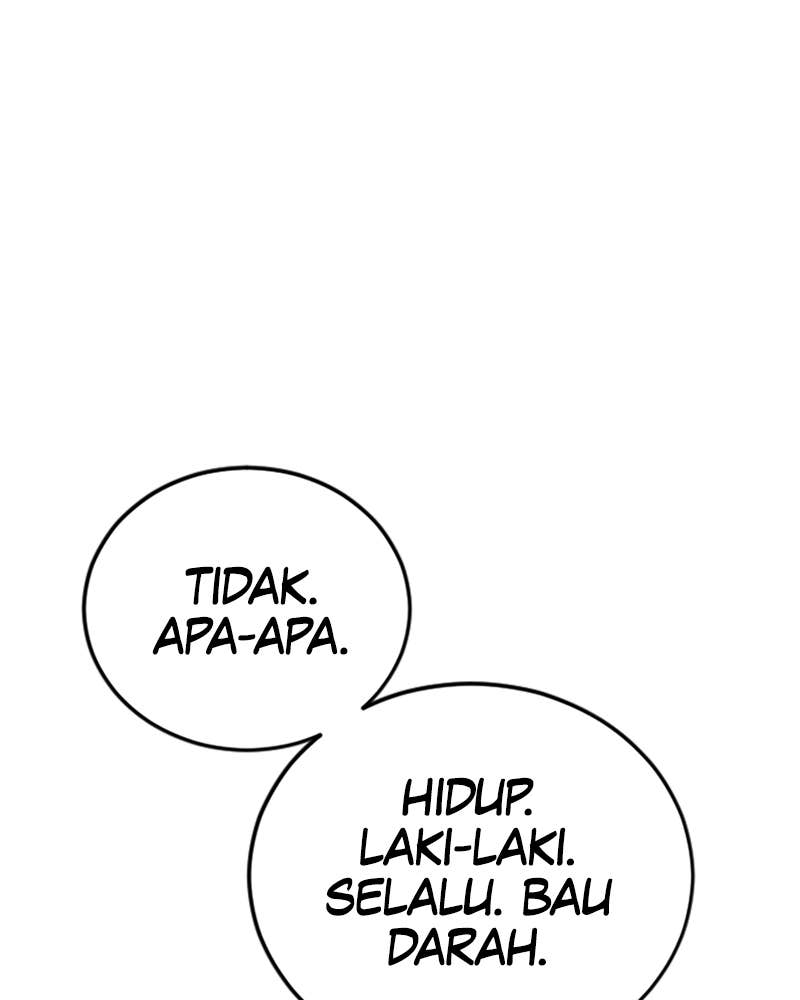 TIDAK.
APA-APA.
HIDUP.
LAKI-LAKI.
SELALU. BAU
DARAH.